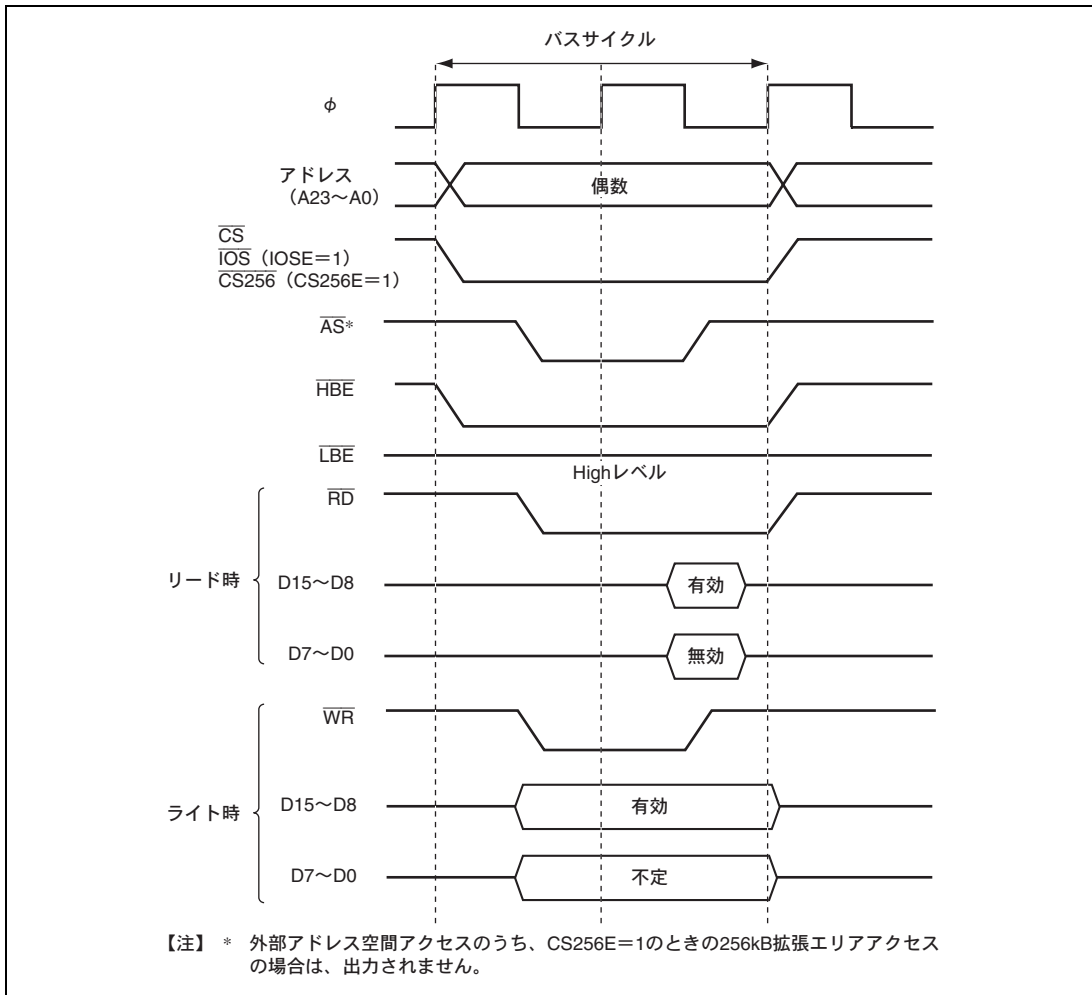 バスサイクル
φ
アドレス
（A23～A0）
偶数
CS
IOS（IOSE＝1）
CS256（CS256E＝1）
AS*
HBE
LBE
Highレベル
RD
リード時
D15～D8
有効
D7～D0
無効
WR
ライト時
D15～D8
有効
D7～D0
不定
【注】 * 外部アドレス空間アクセスのうち、CS256E＝1のときの256kB拡張エリアアクセス
の場合は、出力されません。